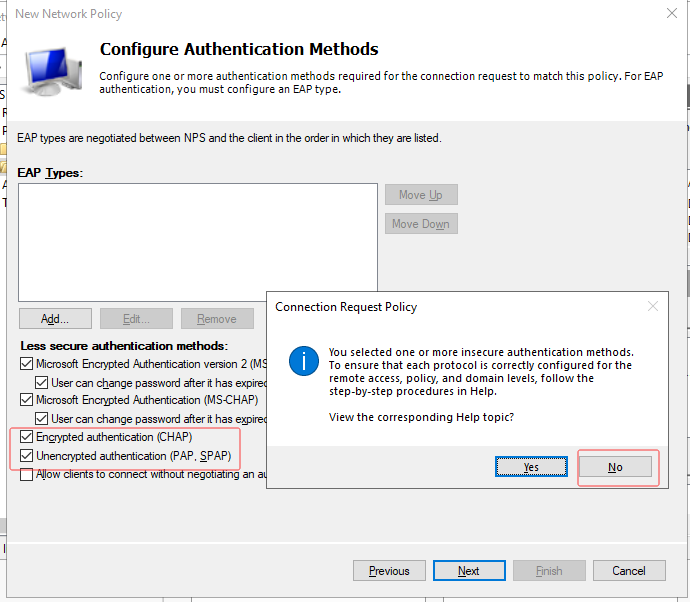 New Network Policy
Configure Authentication Methods
Configure one or more authentication methods required for the connection request to match this policy. For EAP
authentication, you must configure an EAP type.
EAP types are negotiated between NPS and the client in the order in which they are listed.
EAP Types:
Move Up
Move Down
Add...
Edit...
Remove
Less secure authentication methods:
Microsoft Encrypted Authentication version 2 (MS
User can change password after it has expired
Microsoft Encrypted Authentication (MS-CHAP)
User can change password after it has expired
Encrypted authentication (CHAP)
Unencrypted authentication (PAP, SPAP)
Allow clients to connect without negotiating an au
Connection Request Policy
You selected one or more insecure authentication methods.
To ensure that each protocol is correctly configured for the
remote access, policy, and domain levels, follow the
step-by-step procedures in Help.
View the corresponding Help topic?
Yes
No
Previous
Next
Finish
Cancel